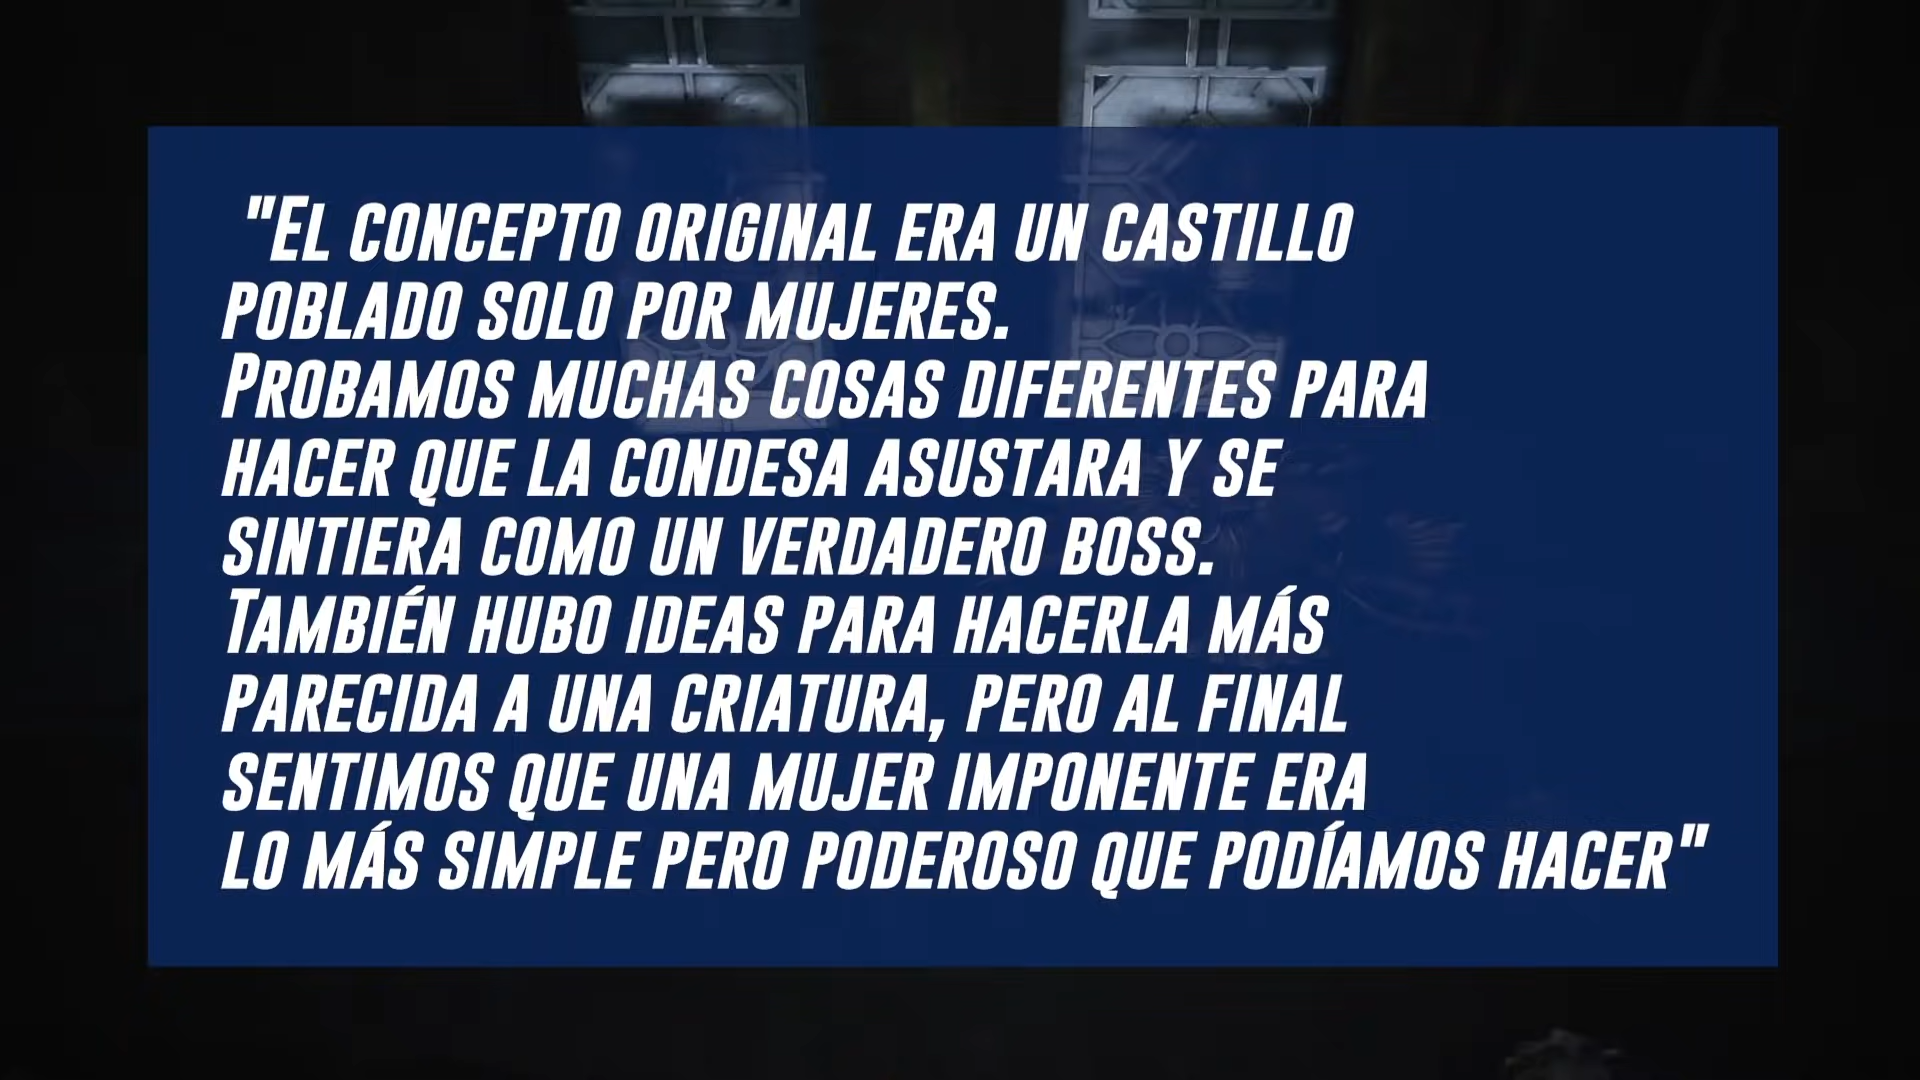 "El concepto original era un castillo
poblado solo por mujeres.
Probamos muchas cosas diferentes para
hacer que la condesa asustara y se
sintiera como un verdadero boss.
También hubo ideas para hacerla más
parecida a una criatura, pero al final
sentimos que una mujer imponente era
lo más simple pero poderoso que podíamos hacer"